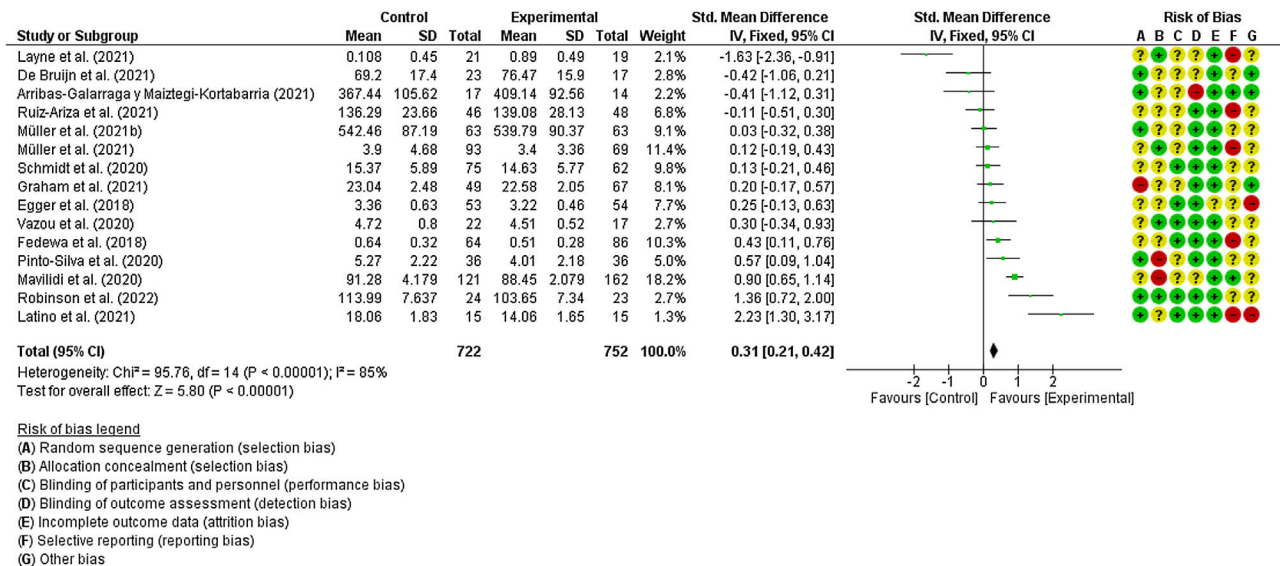 Control Experimental Std. Mean Difference Std. Mean Difference Risk of Bias
Study or Subgroup Mean SD Total Mean SD Total Weight IV, Fixed, 95% CI IV, Fixed, 95% CI A B C D E F G
Layne et al. (2021) 0.108 0.45 21 0.89 0.49 19 2.1% -1.63 [-2.36, -0.91] ? + ? ? + - ?
De Bruijn et al. (2021) 69.2 17.4 23 76.47 15.9 17 2.8% -0.42 [-1.06, 0.21] + ? ? ? + ? +
Arribas-Galarraga y Maiztegi-Kortabarria (2021) 367.44 105.62 17 409.14 92.56 14 2.2% -0.41 [-1.12, 0.31] + ? ? - + + +
Ruiz-Ariza et al. (2021) 136.29 23.66 46 139.08 28.13 48 6.8% -0.11 [-0.51, 0.30] ? ? ? + + - ?
Müller et al. (2021b) 542.46 87.19 63 539.79 90.37 63 9.1% 0.03 [-0.32, 0.38] + ? ? + + ? ?
Müller et al. (2021) 3.9 4.68 93 3.4 3.36 69 11.4% 0.12 [-0.19, 0.43] ? + ? + + - ?
Schmidt et al. (2020) 15.37 5.89 75 14.63 5.77 62 9.8% 0.13 [-0.21, 0.46] ? ? + + + ? ?
Graham et al. (2021) 23.04 2.48 49 22.58 2.05 67 8.1% 0.20 [-0.17, 0.57] - ? ? + + ? +
Egger et al. (2018) 3.36 0.63 53 3.22 0.46 54 7.7% 0.25 [-0.13, 0.63] ? ? + + ? ? -
Vazou et al. (2020) 4.72 0.8 22 4.51 0.52 17 2.7% 0.30 [-0.34, 0.93] ? + + + + ? ?
Fedewa et al. (2018) 0.64 0.32 64 0.51 0.28 86 10.3% 0.43 [0.11, 0.76] ? ? ? + + - ?
Pinto-Silva et al. (2020) 5.27 2.22 36 4.01 2.18 36 5.0% 0.57 [0.09, 1.04] + - ? + + ? ?
Mavilidi et al. (2020) 91.28 4.179 121 88.45 2.079 162 18.2% 0.90 [0.65, 1.14] ? - ? + + ? ?
Robinson et al. (2022) 113.99 7.637 24 103.65 7.34 23 2.7% 1.36 [0.72, 2.00] + + + + + ? ?
Latino et al. (2021) 18.06 1.83 15 14.06 1.65 15 1.3% 2.23 [1.30, 3.17] + ? + + + - -
Total (95% CI) 722 752 100.0% 0.31 [0.21, 0.42]
Heterogeneity: Chi² = 95.76, df = 14 (P < 0.00001); I² = 85%
Test for overall effect: Z = 5.80 (P < 0.00001)
-2 -1 0 1 2
Favours [Control] Favours [Experimental]
Risk of bias legend
(A) Random sequence generation (selection bias)
(B) Allocation concealment (selection bias)
(C) Blinding of participants and personnel (performance bias)
(D) Blinding of outcome assessment (detection bias)
(E) Incomplete outcome data (attrition bias)
(F) Selective reporting (reporting bias)
(G) Other bias